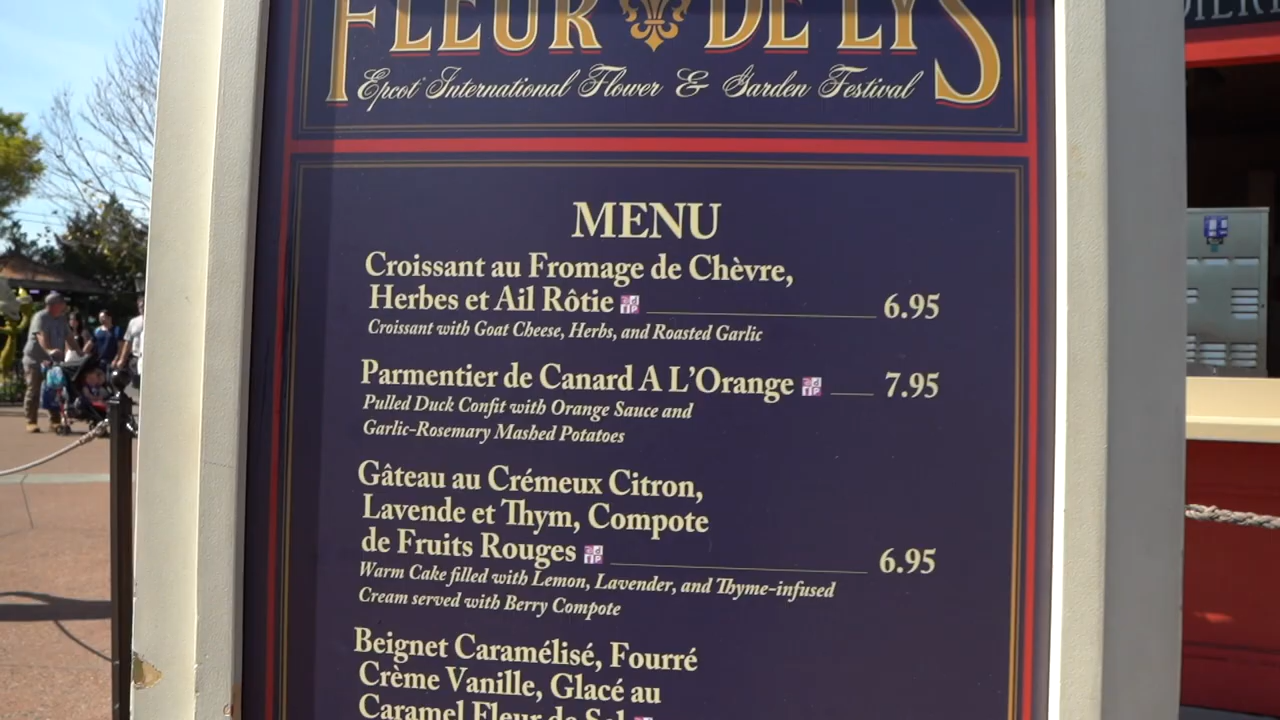 FLEUR DE LYS
Epcot International Flower & Garden Festival
MENU
Croissant au Fromage de Chèvre,
Herbes et Ail Rôtie 6.95
Croissant with Goat Cheese, Herbs, and Roasted Garlic
Parmentier de Canard A L'Orange 7.95
Pulled Duck Confit with Orange Sauce and
Garlic-Rosemary Mashed Potatoes
Gâteau au Crémeux Citron,
Lavende et Thym, Compote
de Fruits Rouges 6.95
Warm Cake filled with Lemon, Lavender, and Thyme-infused
Cream served with Berry Compote
Beignet Caramélisé, Fourré
Crème Vanille, Glacé au
Caramel Fleur de Sel